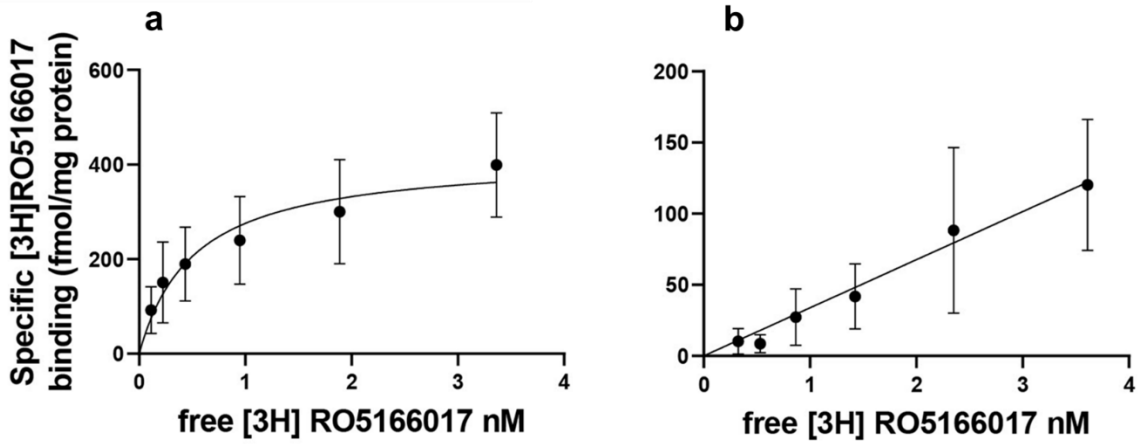 a
b
Specific [3H]RO5166017
binding (fmol/mg protein)
600
400
200
0
0 1 2 3 4
free [3H] RO5166017 nM
200
150
100
50
0
0 1 2 3 4
free [3H] RO5166017 nM